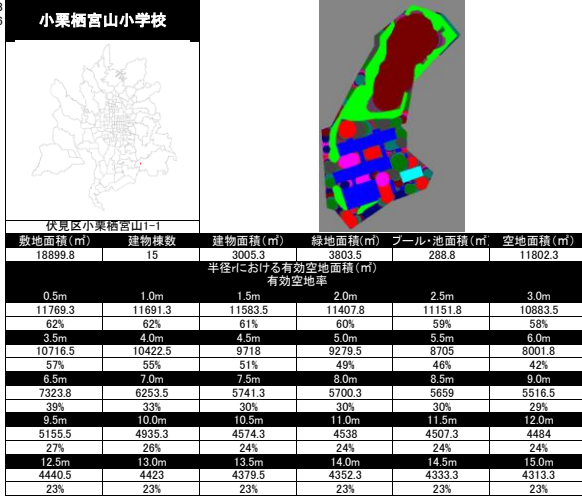 小栗栖宮山小学校
伏見区小栗栖宮山1-1
敷地面積(㎡) 建物棟数 建物面積(㎡) 緑地面積(㎡) プール・池面積(㎡) 空地面積(㎡)
18899.8 15 3005.3 3803.5 288.8 11802.3
半径rにおける有効空地面積(㎡)
有効空地率
0.5m 1.0m 1.5m 2.0m 2.5m 3.0m
11769.3 11691.3 11583.5 11407.8 11151.8 10883.5
62% 62% 61% 60% 59% 58%
3.5m 4.0m 4.5m 5.0m 5.5m 6.0m
10716.5 10422.5 9718 9279.5 8705 8001.8
57% 55% 51% 49% 46% 42%
6.5m 7.0m 7.5m 8.0m 8.5m 9.0m
7323.8 6253.5 5741.3 5700.3 5659 5516.5
39% 33% 30% 30% 30% 29%
9.5m 10.0m 10.5m 11.0m 11.5m 12.0m
5155.5 4935.3 4574.3 4538 4507.3 4484
27% 26% 24% 24% 24% 24%
12.5m 13.0m 13.5m 14.0m 14.5m 15.0m
4440.5 4423 4379.5 4352.3 4333.3 4313.3
23% 23% 23% 23% 23% 23%